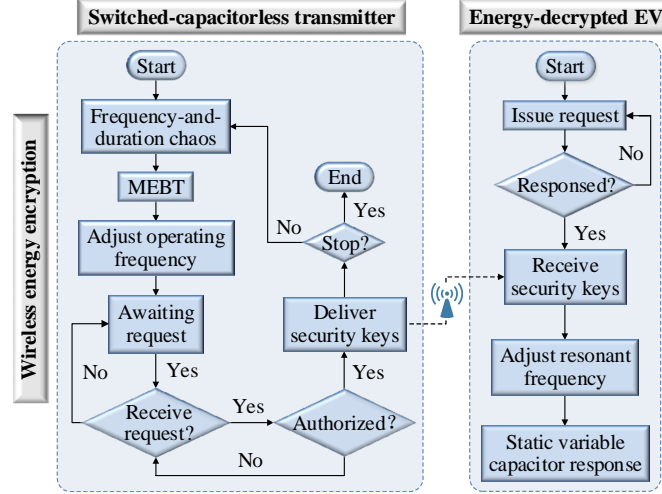 Switched-capacitorless transmitter
Energy-decrypted EV
Wireless energy encryption
Start
Frequency-and-
duration chaos
MEBT
Adjust operating
frequency
Awaiting
request
No
Yes
Receive
request?
Yes
Authorized?
No
Yes
Deliver
security keys
Stop?
No
Yes
End
Start
Issue request
No
Responsed?
Yes
Receive
security keys
Adjust resonant
frequency
Static variable
capacitor response